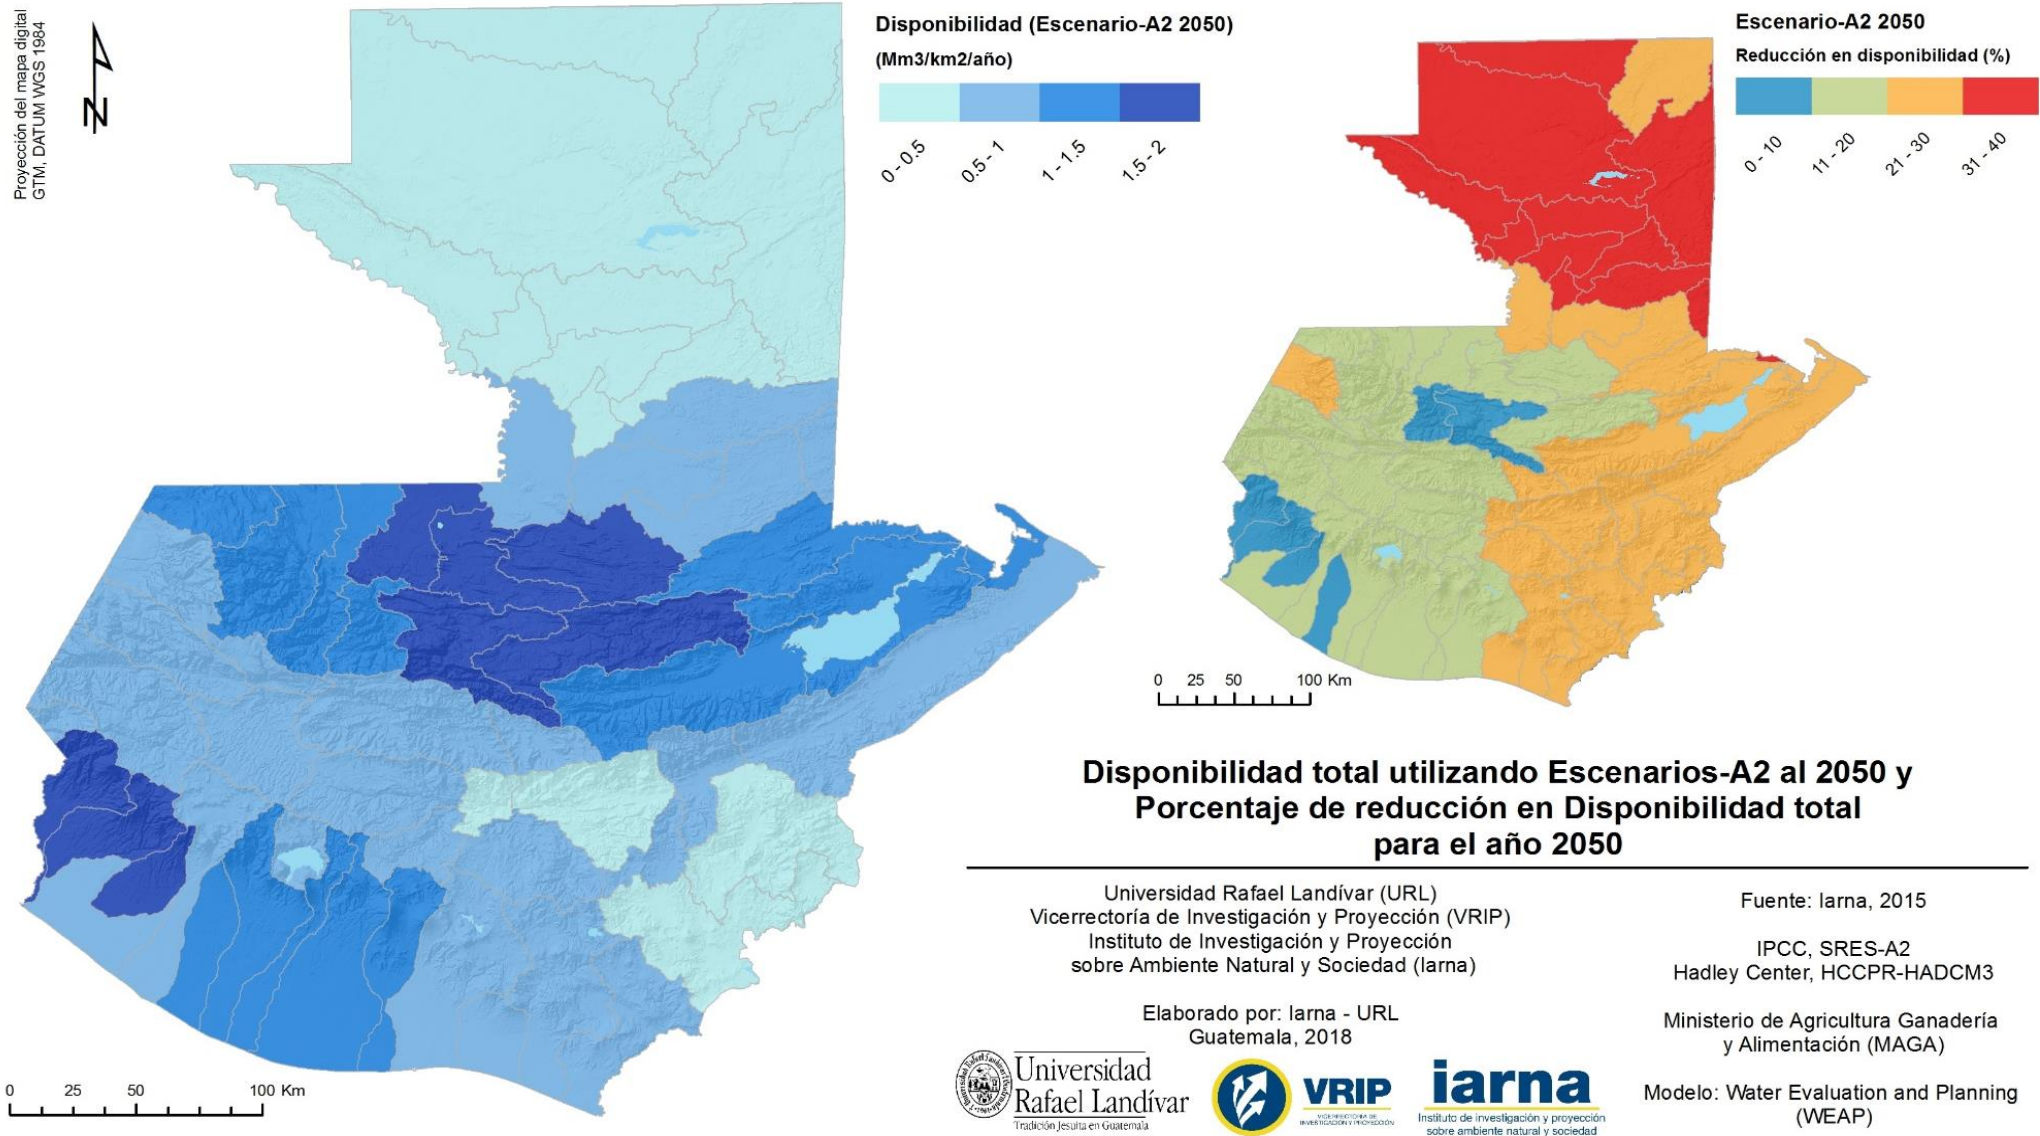 Proyección del mapa digital
GTM, DATUM WGS 1984
N
Disponibilidad (Escenario-A2 2050)
(Mm3/km2/año)
0 - 0.5
0.5 - 1
1 - 1.5
1.5 - 2
Escenario-A2 2050
Reducción en disponibilidad (%)
0 - 10
11 - 20
21 - 30
31 - 40
0 25 50 100 Km
0 25 50 100 Km
Disponibilidad total utilizando Escenarios-A2 al 2050 y
Porcentaje de reducción en Disponibilidad total
para el año 2050
Universidad Rafael Landívar (URL)
Vicerrectoría de Investigación y Proyección (VRIP)
Instituto de Investigación y Proyección
sobre Ambiente Natural y Sociedad (Iarna)
Elaborado por: Iarna - URL
Guatemala, 2018
Fuente: Iarna, 2015
IPCC, SRES-A2
Hadley Center, HCCPR-HADCM3
Ministerio de Agricultura Ganadería
y Alimentación (MAGA)
Modelo: Water Evaluation and Planning
(WEAP)
Universidad
Rafael Landívar
Tradición Jesuita en Guatemala
VRIP
VICERRECTORÍA DE
INVESTIGACIÓN Y PROYECCIÓN
iarna
Instituto de investigación y proyección
sobre ambiente natural y sociedad